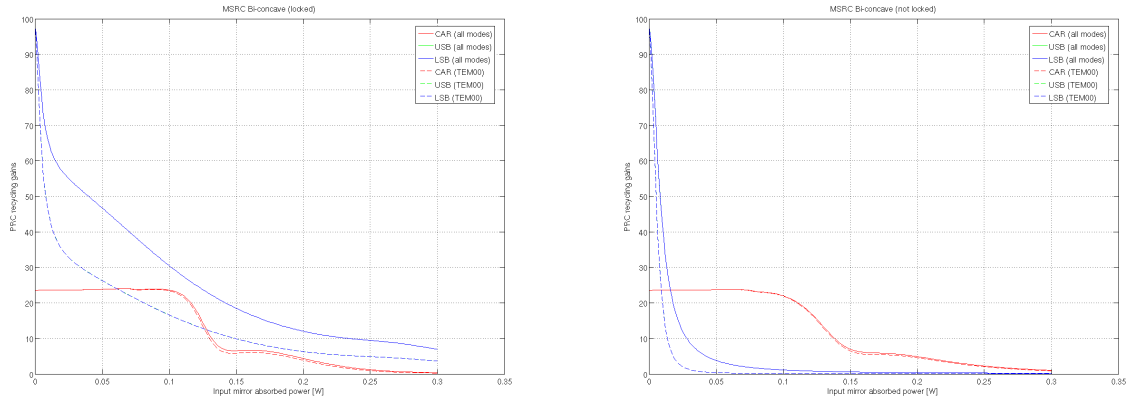 MSRC Bi-concave (locked)
100
90
80
70
60
50
40
30
20
10
0
PRC recycling gains
CAR (all modes)
USB (all modes)
LSB (all modes)
CAR (TEM00)
USB (TEM00)
LSB (TEM00)
0 0.05 0.1 0.15 0.2 0.25 0.3 0.35
Input mirror absorbed power [W]
MSRC Bi-concave (not locked)
100
90
80
70
60
50
40
30
20
10
0
PRC recycling gains
CAR (all modes)
USB (all modes)
LSB (all modes)
CAR (TEM00)
USB (TEM00)
LSB (TEM00)
0 0.05 0.1 0.15 0.2 0.25 0.3 0.35
Input mirror absorbed power [W]